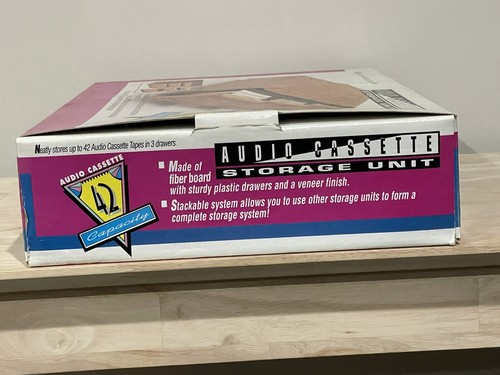 Neatly stores up to 42 Audio Cassette Tapes in 3 drawers.
AUDIO CASSETTE
STORAGE UNIT
AUDIO CASSETTE
42
Capacity
Made of
fiber board
with sturdy plastic drawers and a veneer finish.
Stackable system allows you to use other storage units to form a
complete storage system!